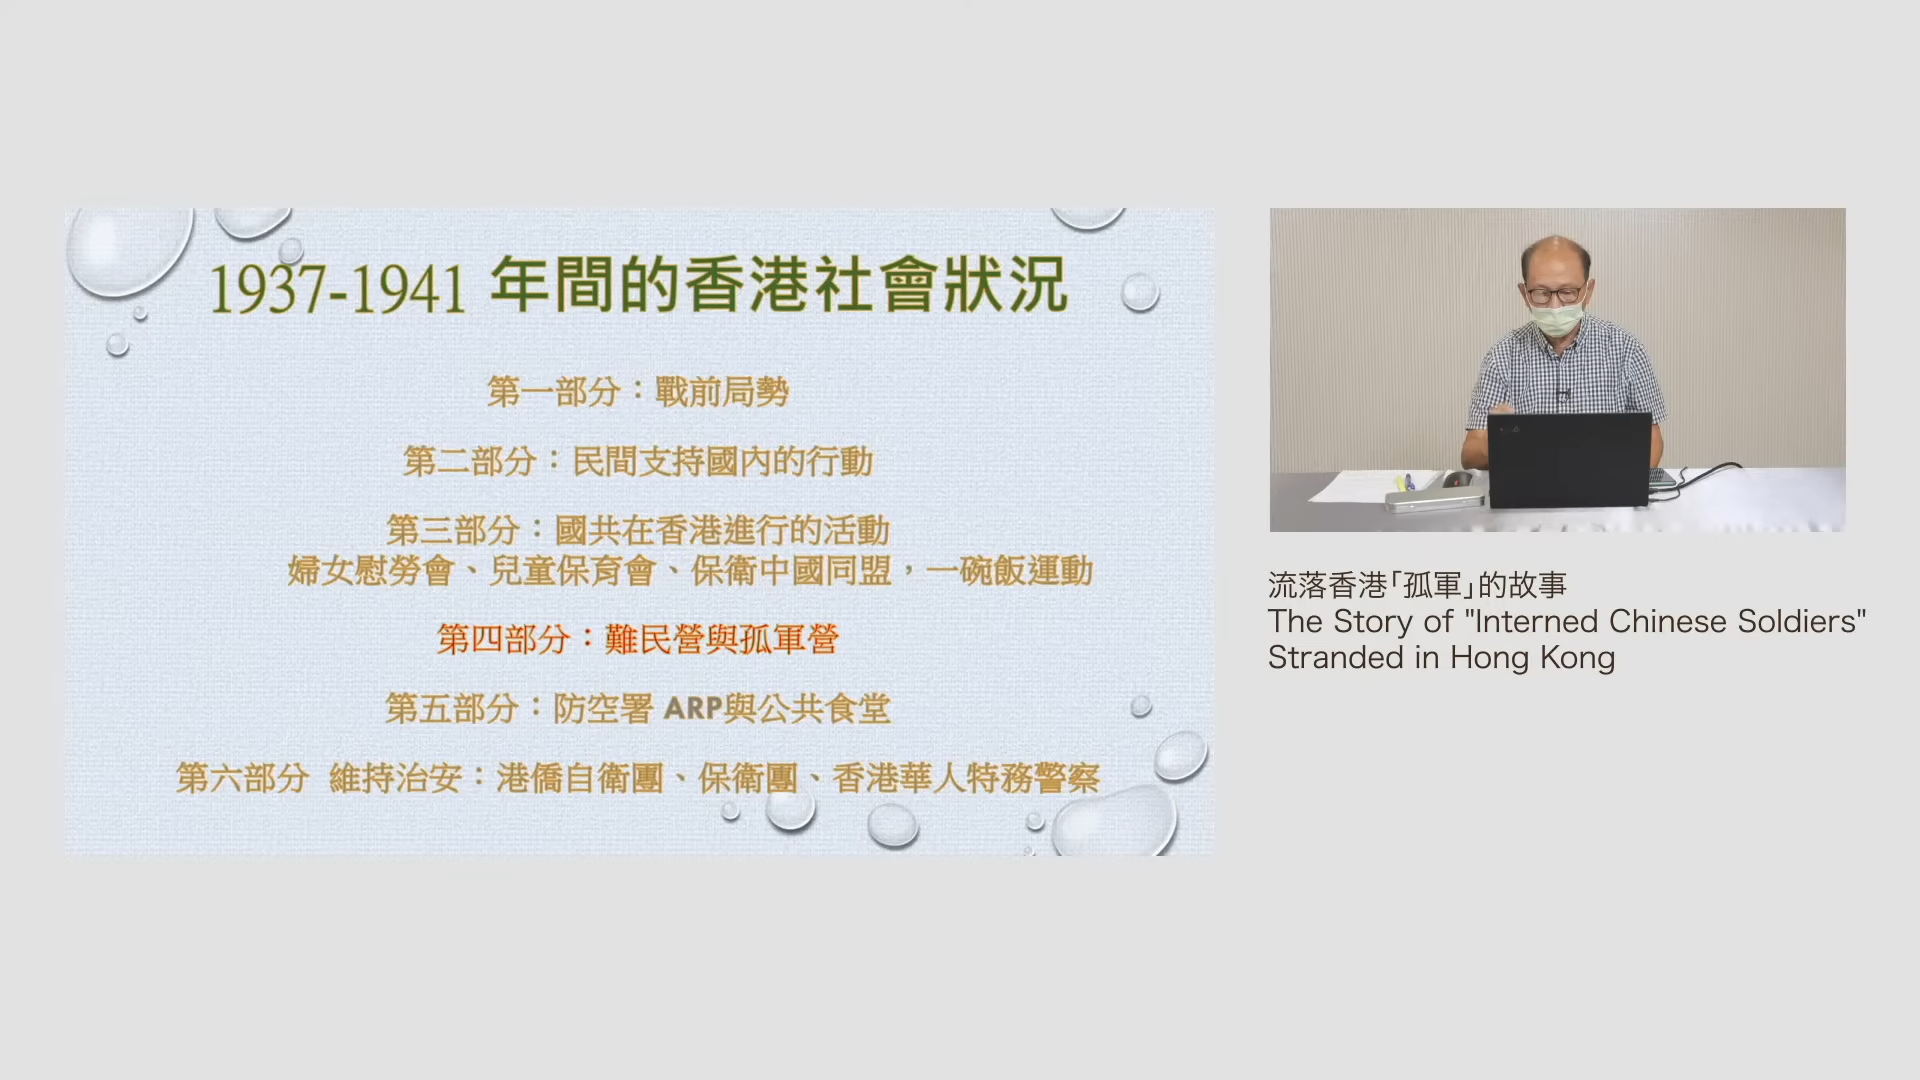 1937-1941 年間的香港社會狀況
第一部分：戰前局勢
第二部分：民間支持國內的行動
第三部分：國共在香港進行的活動
婦女慰勞會、兒童保育會、保衛中國同盟，一碗飯運動
第四部分：難民營與孤軍營
第五部分：防空署 ARP與公共食堂
第六部分 維持治安：港僑自衛團、保衛團、香港華人特務警察
流落香港「孤軍」的故事
The Story of "Interned Chinese Soldiers"
Stranded in Hong Kong